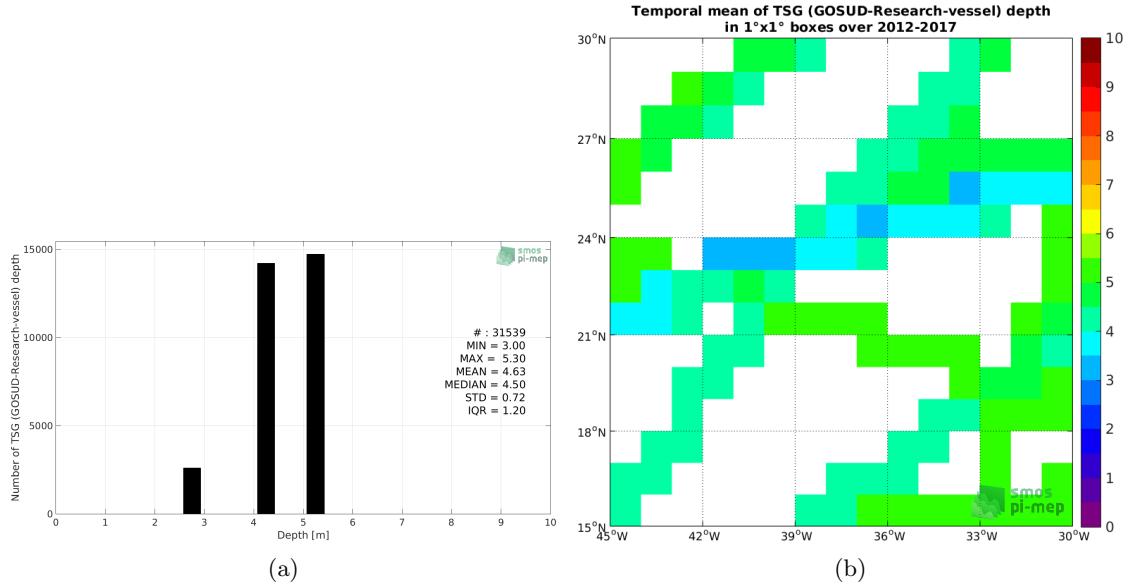 Number of TSG (GOSUD-Research-vessel) depth
15000
10000
5000
0
0 1 2 3 4 5 6 7 8 9 10
Depth [m]
smos
pi-mep
# : 31539
MIN = 3.00
MAX = 5.30
MEAN = 4.63
MEDIAN = 4.50
STD = 0.72
IQR = 1.20
(a)
Temporal mean of TSG (GOSUD-Research-vessel) depth
in 1°x1° boxes over 2012-2017
30°N
27°N
24°N
21°N
18°N
15°N
45°W 42°W 39°W 36°W 33°W 30°W
smos
pi-mep
10
9
8
7
6
5
4
3
2
1
0
(b)